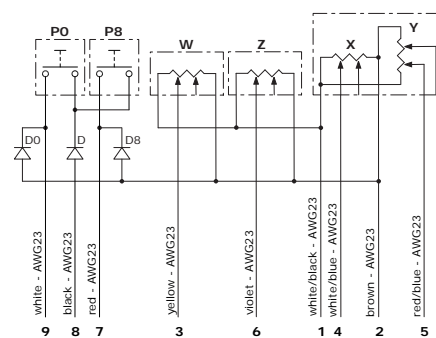 P0 P8
W Z X Y
D0 D D8
white - AWG23
black - AWG23
red - AWG23
yellow - AWG23
violet - AWG23
white/black - AWG23
white/blue - AWG23
brown - AWG23
red/blue - AWG23
9 8 7 3 6 1 4 2 5